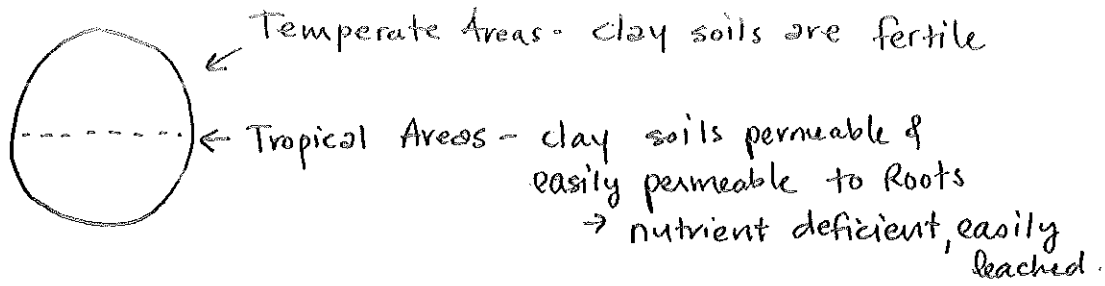 Temperate Areas - clay soils are fertile
Tropical Areas - clay soils permeable &
easily permeable to Roots
→ nutrient deficient, easily
leached.